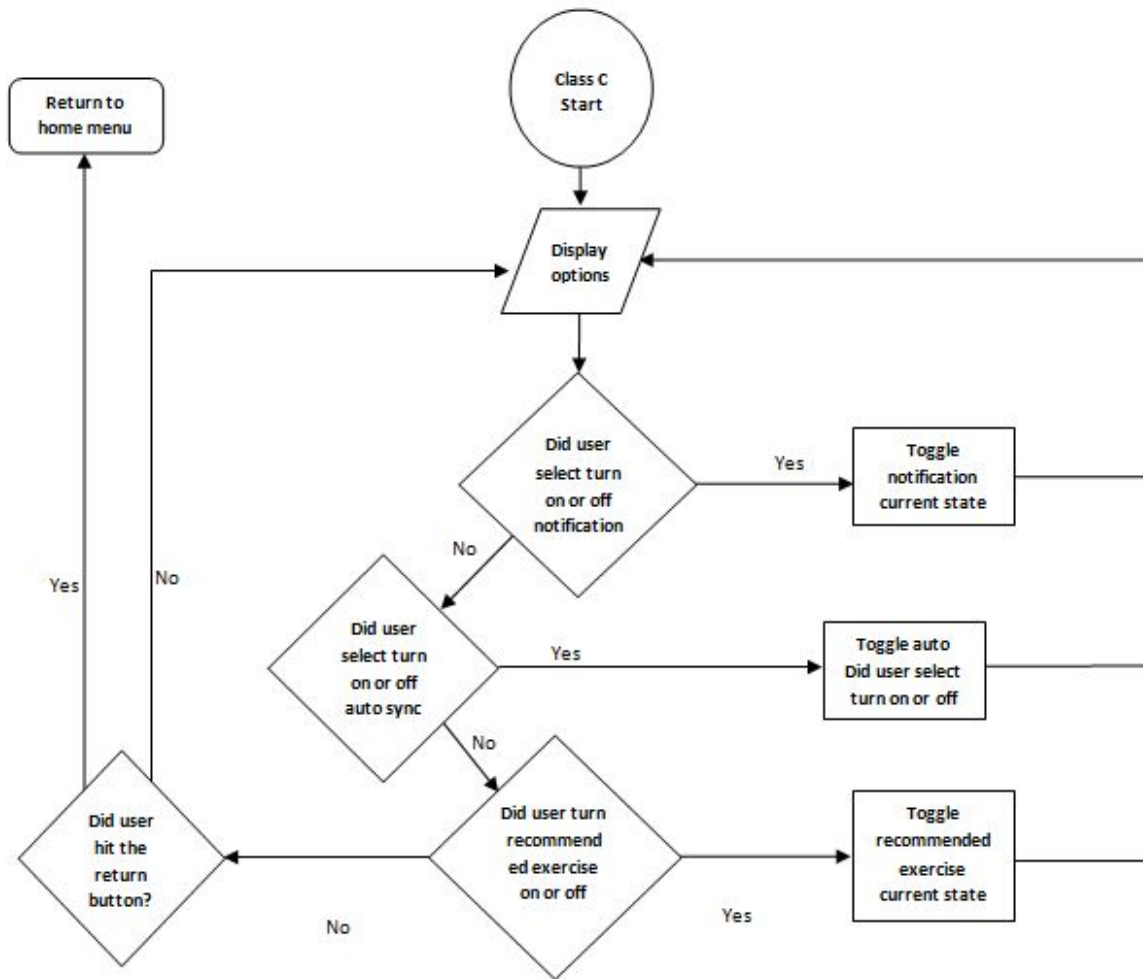 Class C
Start
Return to
home menu
Display
options
Did user
select turn
on or off
notification
Yes
Toggle
notification
current state
No
Yes
No
Did user
select turn
on or off
auto sync
Yes
Toggle auto
Did user select
turn on or off
No
Did user
hit the
return
button?
Did user turn
recommend
ed exercise
on or off
Toggle
recommended
exercise
current state
No
Yes